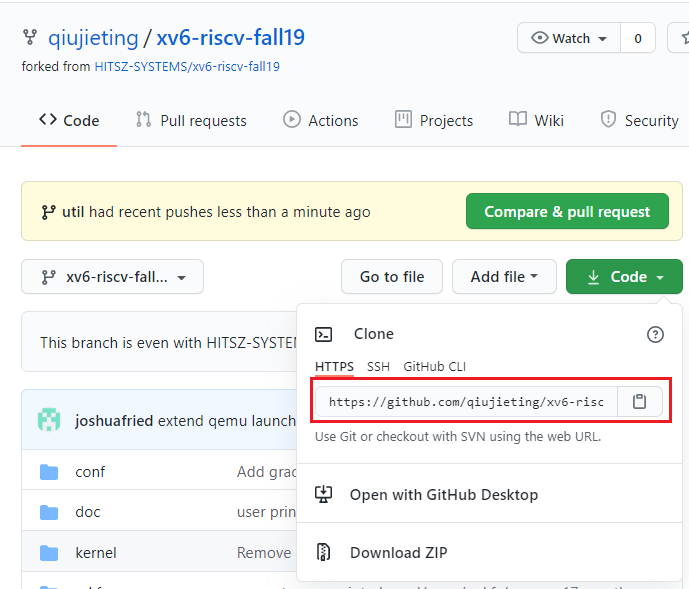 qiujieting / xv6-riscv-fall19
Watch 0
forked from HITSZ-SYSTEMS/xv6-riscv-fall19
Code Pull requests Actions Projects Wiki Security
util had recent pushes less than a minute ago
Compare & pull request
xv6-riscv-fall... Go to file Add file Code
This branch is even with HITSZ-SYSTE
Clone
HTTPS SSH GitHub CLI
https://github.com/qiujieting/xv6-risc
Use Git or checkout with SVN using the web URL.
joshuafried extend qemu launch
conf Add grad
Open with GitHub Desktop
doc user prin
kernel Remove
Download ZIP